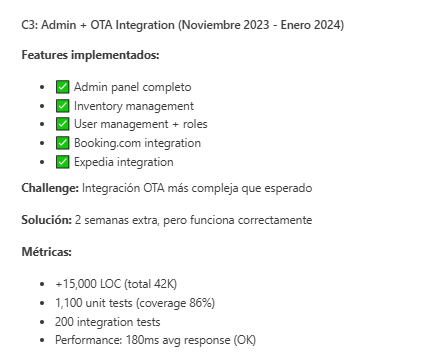 C3: Admin + OTA Integration (Noviembre 2023 - Enero 2024)
Features implementados:
• ✅ Admin panel completo
• ✅ Inventory management
• ✅ User management + roles
• ✅ Booking.com integration
• ✅ Expedia integration
Challenge: Integración OTA más compleja que esperado
Solución: 2 semanas extra, pero funciona correctamente
Métricas:
• +15,000 LOC (total 42K)
• 1,100 unit tests (coverage 86%)
• 200 integration tests
• Performance: 180ms avg response (OK)